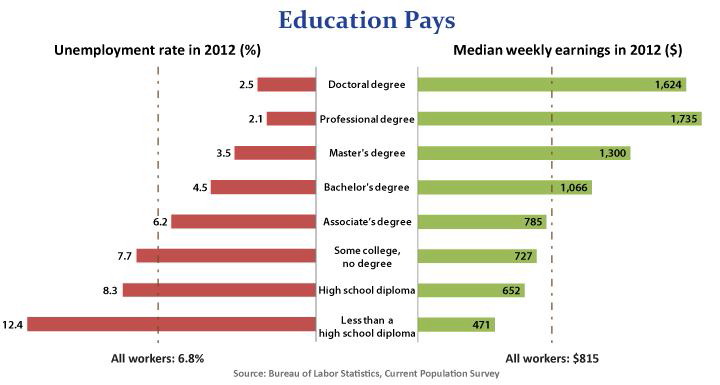 Education Pays
Unemployment rate in 2012 (%) Median weekly earnings in 2012 ($)
2.5 Doctoral degree 1,624
2.1 Professional degree 1,735
3.5 Master's degree 1,300
4.5 Bachelor's degree 1,066
6.2 Associate's degree 785
7.7 Some college, 727
no degree
8.3 High school diploma 652
12.4 Less than a 471
high school diploma
All workers: 6.8% All workers: $815
Source: Bureau of Labor Statistics, Current Population Survey